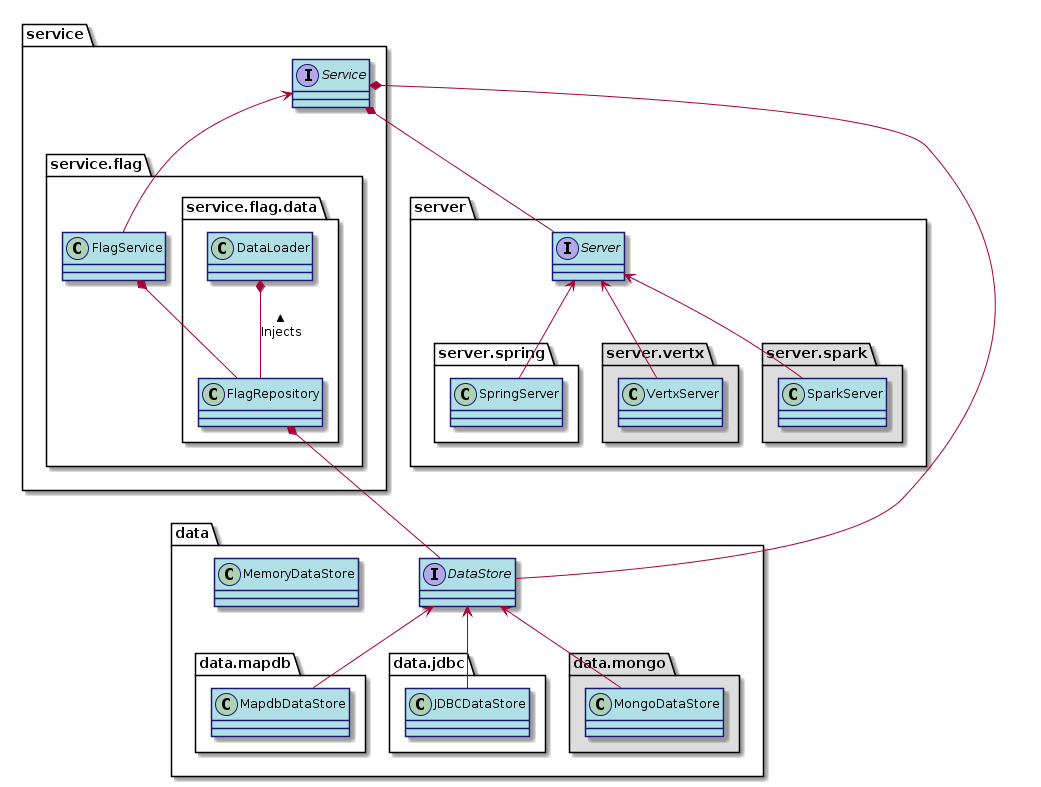 service
I Service
service.flag
service.flag.data
server
C FlagService
C DataLoader
I Server
▲
Injects
server.spring
server.vertx
server.spark
C FlagRepository
C SpringServer
C VertxServer
C SparkServer
data
C MemoryDataStore
I DataStore
data.mapdb
data.jdbc
data.mongo
C MapdbDataStore
C JDBCDataStore
C MongoDataStore